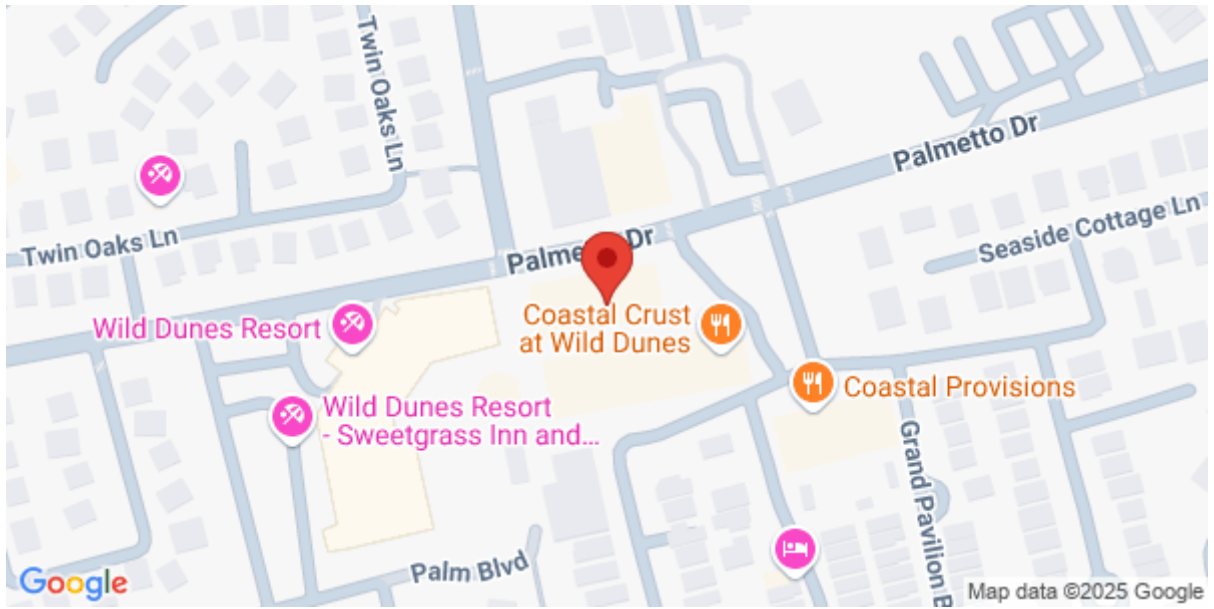 Twin Oaks Ln
Palmetto Dr
Seaside Cottage Ln
Twin Oaks Ln
Palmetto Dr
Wild Dunes Resort
Coastal Crust
at Wild Dunes
Coastal Provisions
Wild Dunes Resort
- Sweetgrass Inn and...
Grand Pavilion B
Palm Blvd
Google
Map data ©2025 Google